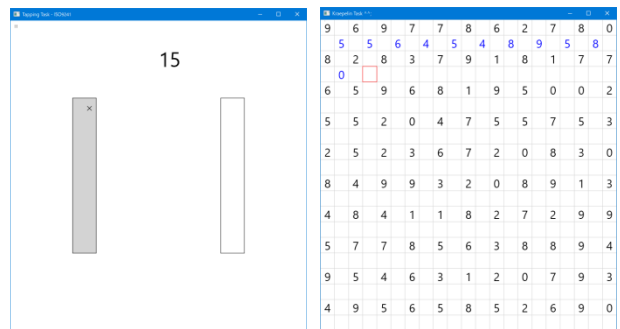 Tapping Task -
15
×
Kraepelin Task ^^;
9 6 9 7 7 8 6 2 7 8 0
5 5 6 4 5 4 8 9 5 8
8 2 8 3 7 9 1 8 1 7 7
0
6 5 9 6 8 1 9 5 0 0 2
5 5 2 0 4 7 5 5 7 5 3
2 5 2 3 6 7 2 0 8 3 0
8 4 9 9 3 2 0 8 9 1 3
4 8 4 1 1 8 2 7 2 9 9
5 7 7 8 5 6 3 8 8 9 4
9 5 4 6 3 1 2 0 7 9 3
4 9 5 6 5 8 5 2 6 9 0